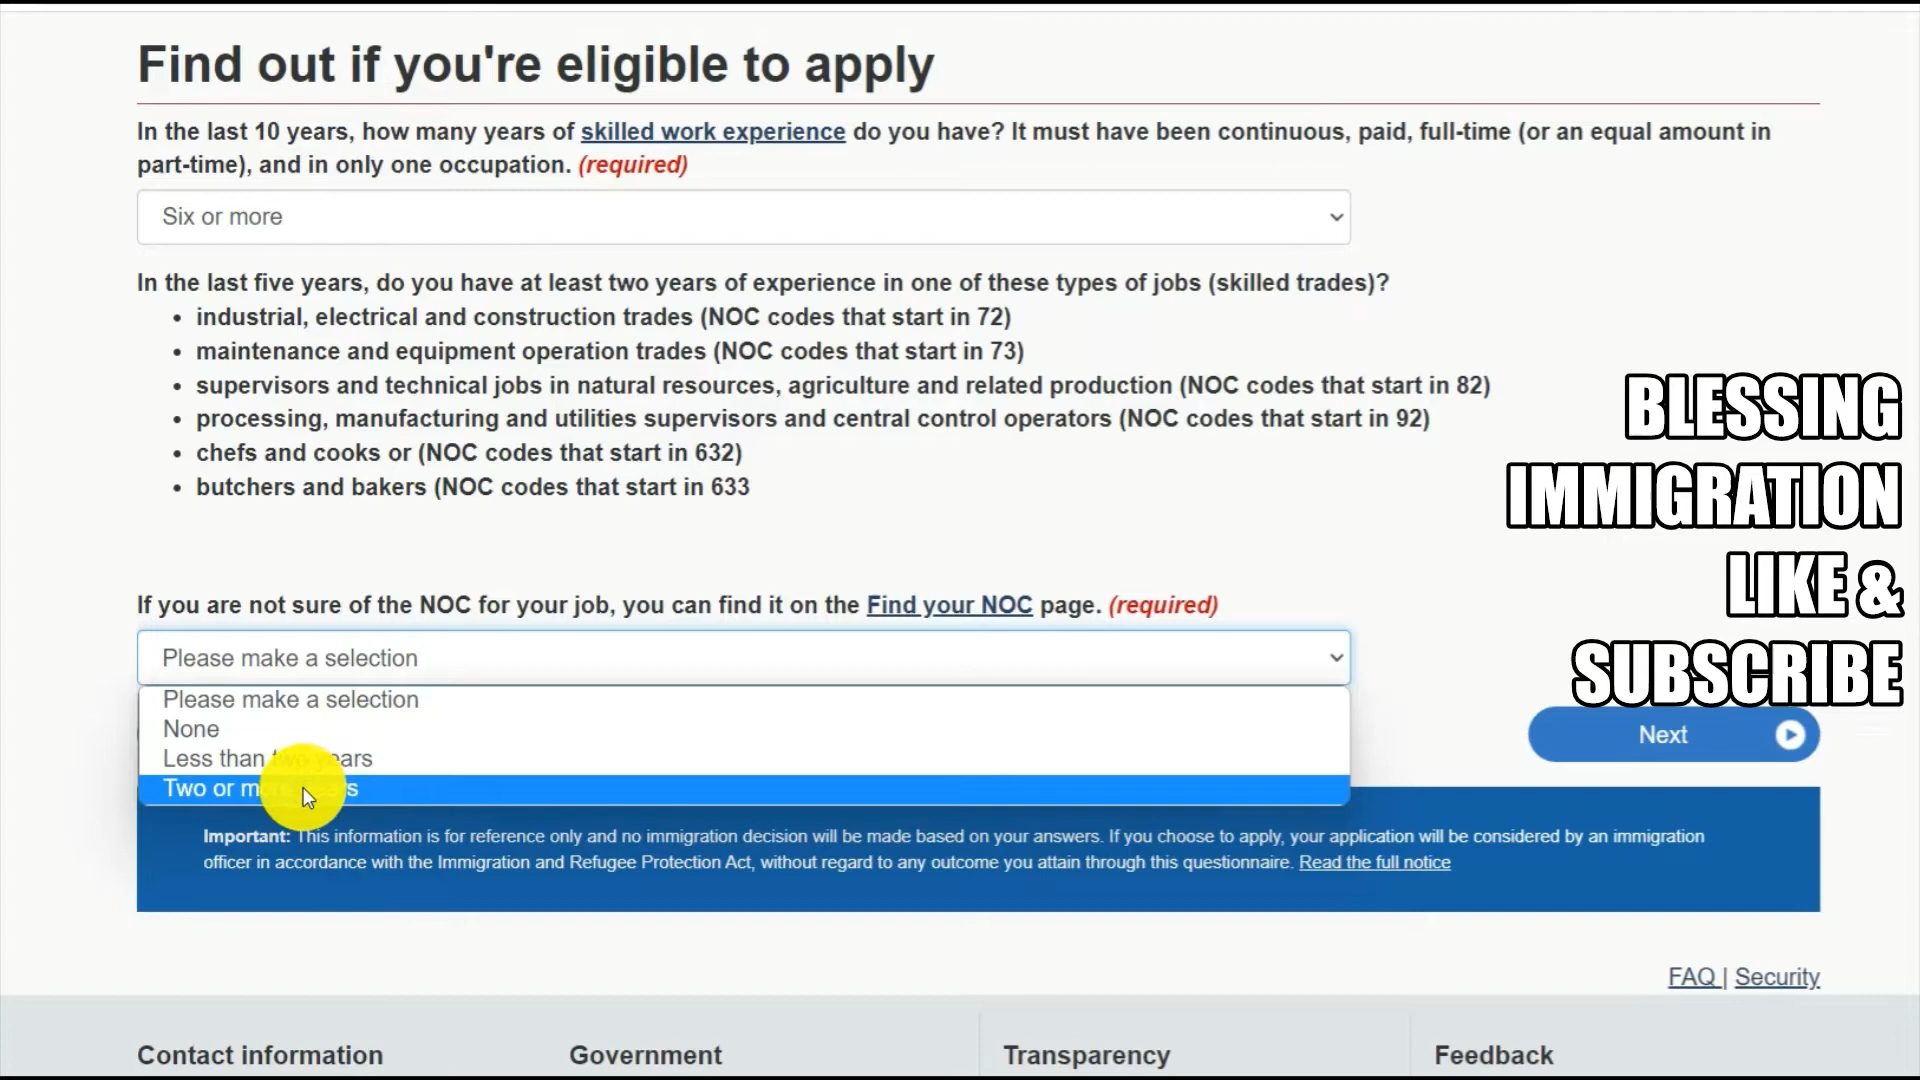 Find out if you're eligible to apply
In the last 10 years, how many years of skilled work experience do you have? It must have been continuous, paid, full-time (or an equal amount in
part-time), and in only one occupation. (required)
Six or more
In the last five years, do you have at least two years of experience in one of these types of jobs (skilled trades)?
• industrial, electrical and construction trades (NOC codes that start in 72)
• maintenance and equipment operation trades (NOC codes that start in 73)
• supervisors and technical jobs in natural resources, agriculture and related production (NOC codes that start in 82)
• processing, manufacturing and utilities supervisors and central control operators (NOC codes that start in 92)
• chefs and cooks or (NOC codes that start in 632)
• butchers and bakers (NOC codes that start in 633
BLESSING
IMMIGRATION
LIKE &
SUBSCRIBE
If you are not sure of the NOC for your job, you can find it on the Find your NOC page. (required)
Please make a selection
Please make a selection
None
Less than two years
Two or more years
Next
Important: This information is for reference only and no immigration decision will be made based on your answers. If you choose to apply, your application will be considered by an immigration
officer in accordance with the Immigration and Refugee Protection Act, without regard to any outcome you attain through this questionnaire. Read the full notice
FAQ | Security
Contact information
Government
Transparency
Feedback